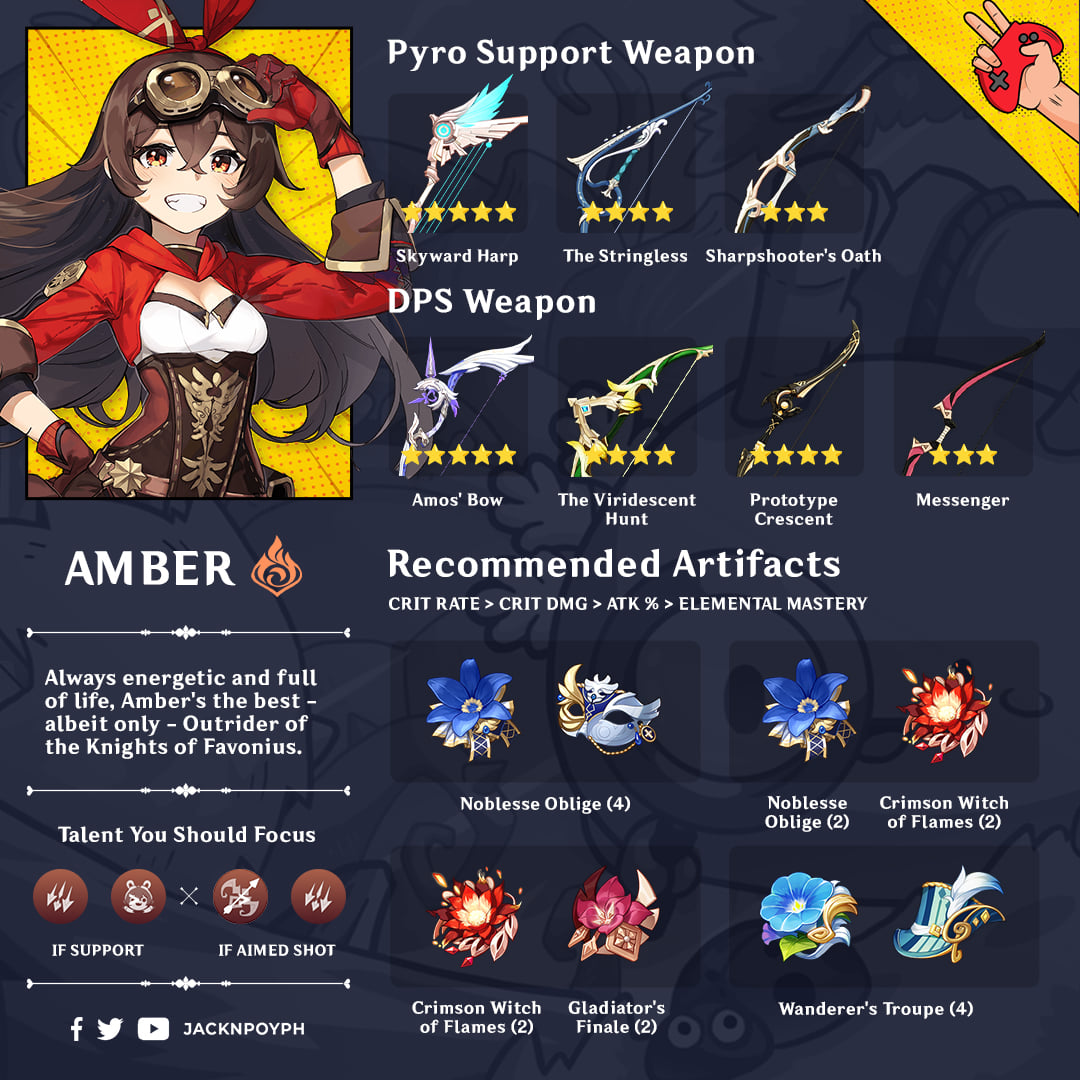 Pyro Support Weapon
Skyward Harp
The Stringless
Sharpshooter's Oath
DPS Weapon
Amos' Bow
The Viridescent
Hunt
Prototype
Crescent
Messenger
AMBER
Always energetic and full
of life, Amber's the best –
albeit only – Outrider of
the Knights of Favonius.
Talent You Should Focus
IF SUPPORT
IF AIMED SHOT
JACKNPOYPH
Recommended Artifacts
CRIT RATE > CRIT DMG > ATK % > ELEMENTAL MASTERY
Noblesse Oblige (4)
Noblesse
Oblige (2)
Crimson Witch
of Flames (2)
Crimson Witch
of Flames (2)
Gladiator's
Finale (2)
Wanderer's Troupe (4)